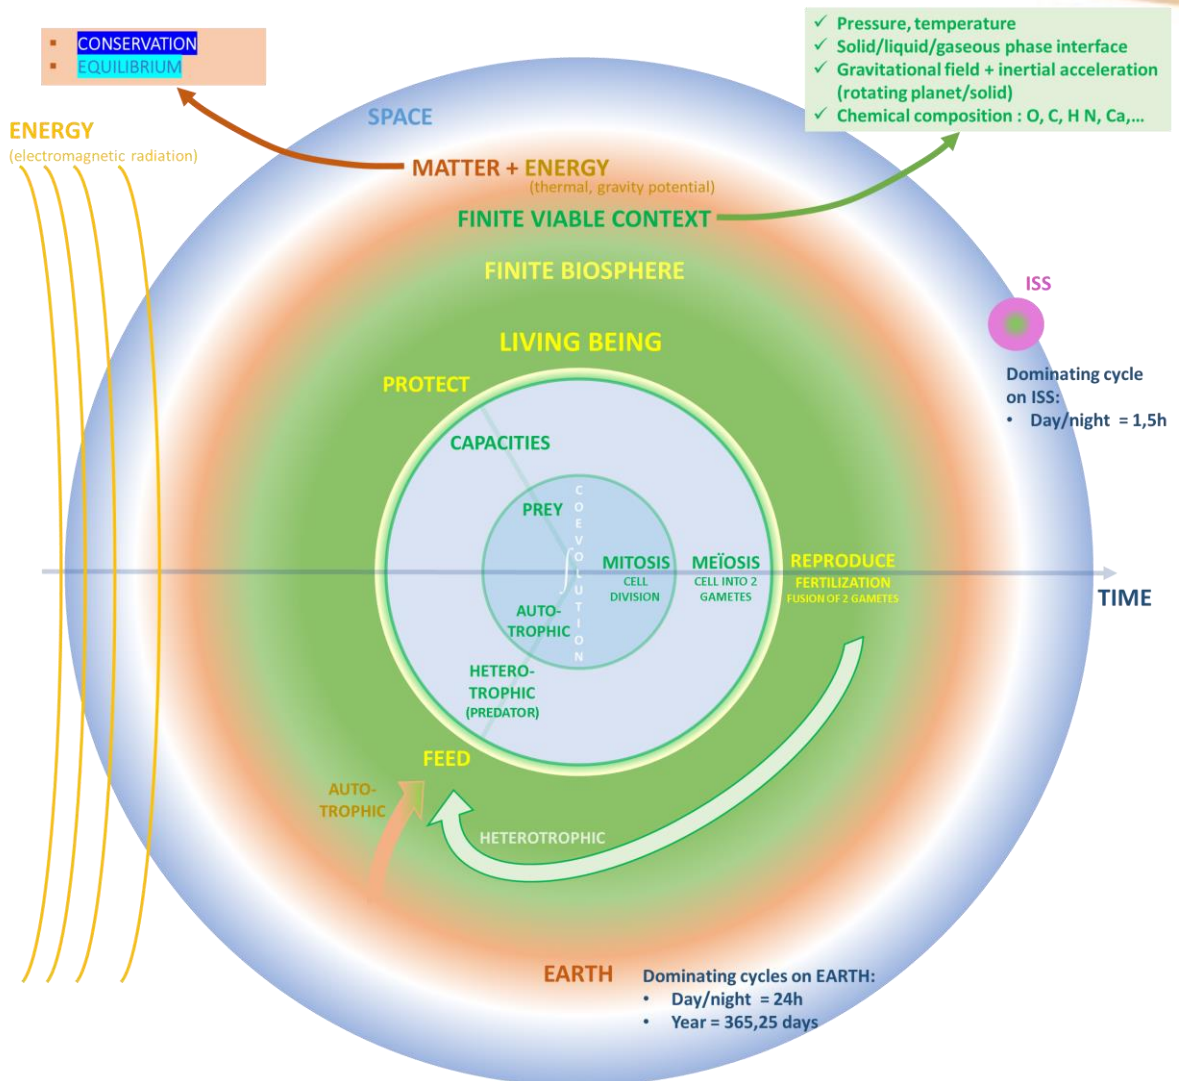 CONSERVATION
EQUILIBRIUM
Pressure, temperature
Solid/liquid/gaseous phase interface
Gravitational field + inertial acceleration
(rotating planet/solid)
Chemical composition : O, C, H N, Ca,...
ENERGY
(electromagnetic radiation)
SPACE
MATTER + ENERGY
(thermal, gravity potential)
FINITE VIABLE CONTEXT
FINITE BIOSPHERE
ISS
Dominating cycle
on ISS:
• Day/night = 1,5h
LIVING BEING
PROTECT
CAPACITIES
PREY
COEVOLUTION
∫
MITOSIS
CELL
DIVISION
MEÏOSIS
CELL INTO 2
GAMETES
REPRODUCE
FERTILIZATION
FUSION OF 2 GAMETES
TIME
AUTO-
TROPHIC
HETERO-
TROPHIC
(PREDATOR)
FEED
AUTO-
TROPHIC
HETEROTROPHIC
EARTH
Dominating cycles on EARTH:
• Day/night = 24h
• Year = 365,25 days